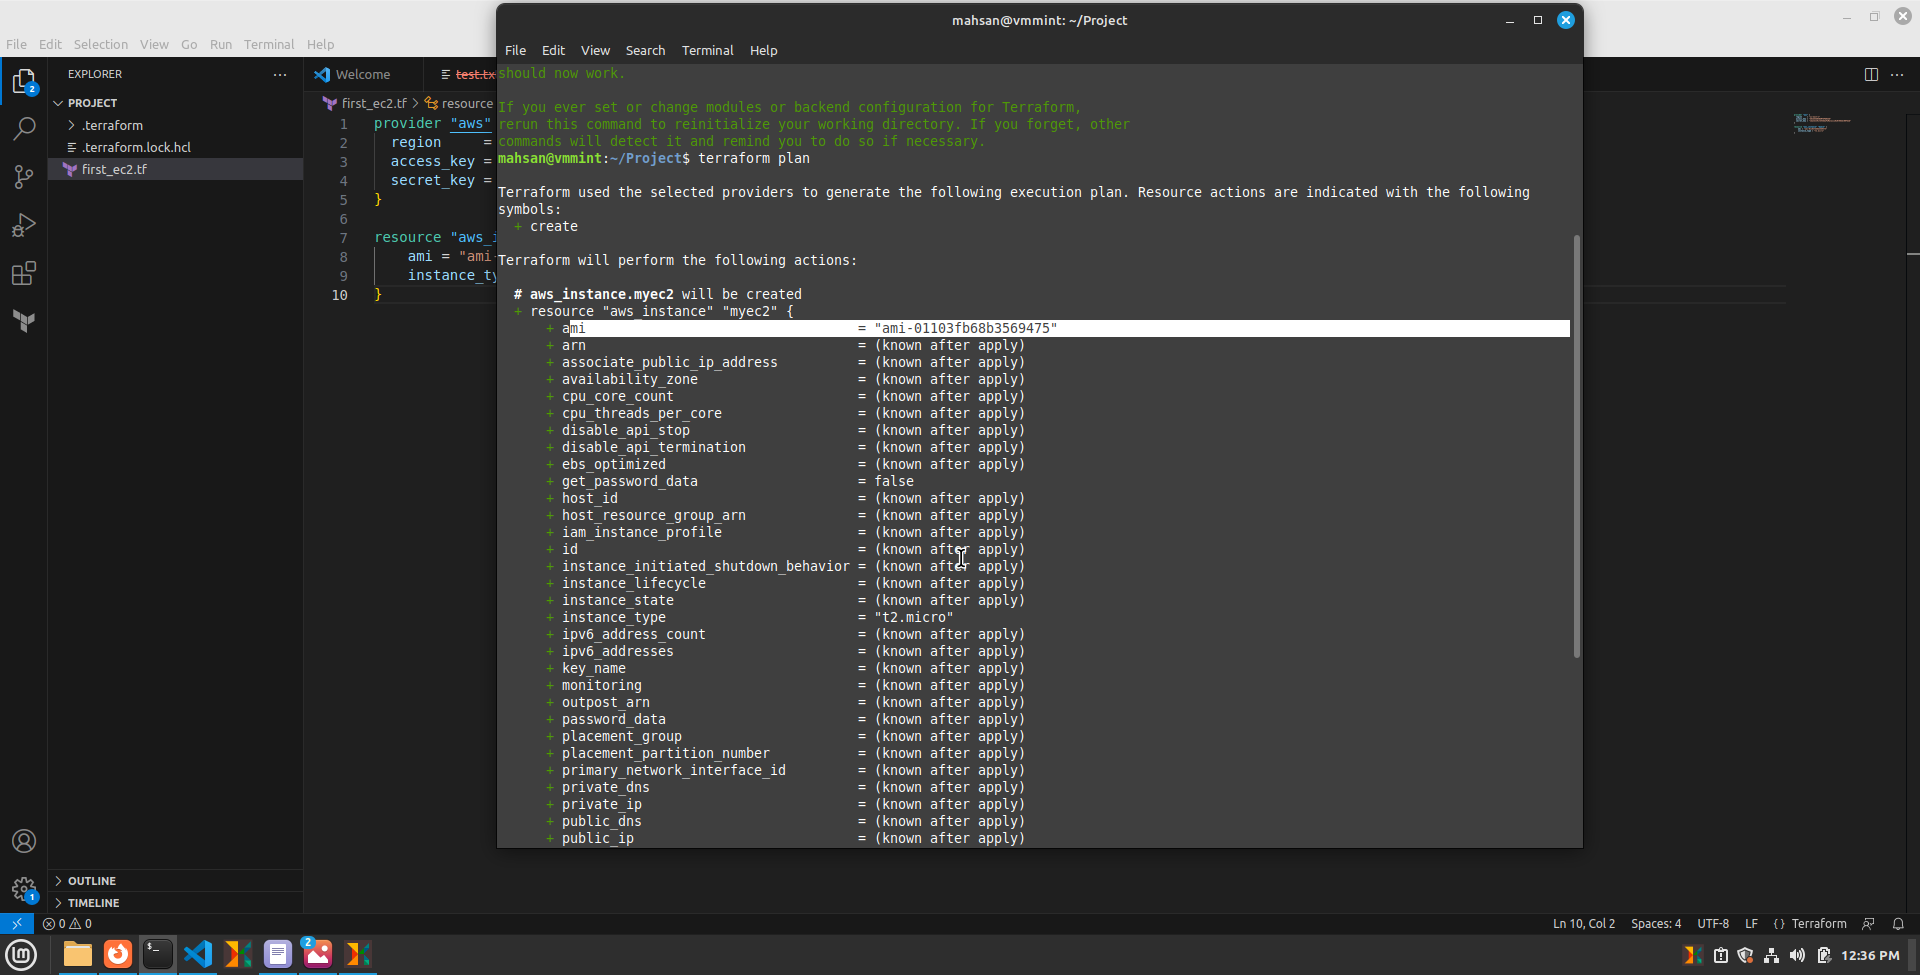 mahsan@vmmint: ~/Project
File Edit Selection View Go Run Terminal Help
File Edit View Search Terminal Help
EXPLORER
PROJECT
.terraform
.terraform.lock.hcl
first_ec2.tf
2
Welcome
test.tx
first_ec2.tf > resource
1 provider "aws"
2 region =
3 access_key =
4 secret_key =
5 }
6
7 resource "aws_i
8 ami = "ami-
9 instance_ty
10 }
should now work.
If you ever set or change modules or backend configuration for Terraform,
rerun this command to reinitialize your working directory. If you forget, other
commands will detect it and remind you to do so if necessary.
mahsan@vmmint:~/Project$ terraform plan
Terraform used the selected providers to generate the following execution plan. Resource actions are indicated with the following
symbols:
+ create
Terraform will perform the following actions:
# aws_instance.myec2 will be created
+ resource "aws_instance" "myec2" {
+ ami = "ami-01103fb68b3569475"
+ arn = (known after apply)
+ associate_public_ip_address = (known after apply)
+ availability_zone = (known after apply)
+ cpu_core_count = (known after apply)
+ cpu_threads_per_core = (known after apply)
+ disable_api_stop = (known after apply)
+ disable_api_termination = (known after apply)
+ ebs_optimized = (known after apply)
+ get_password_data = false
+ host_id = (known after apply)
+ host_resource_group_arn = (known after apply)
+ iam_instance_profile = (known after apply)
+ id = (known after apply)
+ instance_initiated_shutdown_behavior = (known after apply)
+ instance_lifecycle = (known after apply)
+ instance_state = (known after apply)
+ instance_type = "t2.micro"
+ ipv6_address_count = (known after apply)
+ ipv6_addresses = (known after apply)
+ key_name = (known after apply)
+ monitoring = (known after apply)
+ outpost_arn = (known after apply)
+ password_data = (known after apply)
+ placement_group = (known after apply)
+ placement_partition_number = (known after apply)
+ primary_network_interface_id = (known after apply)
+ private_dns = (known after apply)
+ private_ip = (known after apply)
+ public_dns = (known after apply)
+ public_ip = (known after apply)
OUTLINE
TIMELINE
1
0 0
Ln 10, Col 2 Spaces: 4 UTF-8 LF {} Terraform
2
12:36 PM